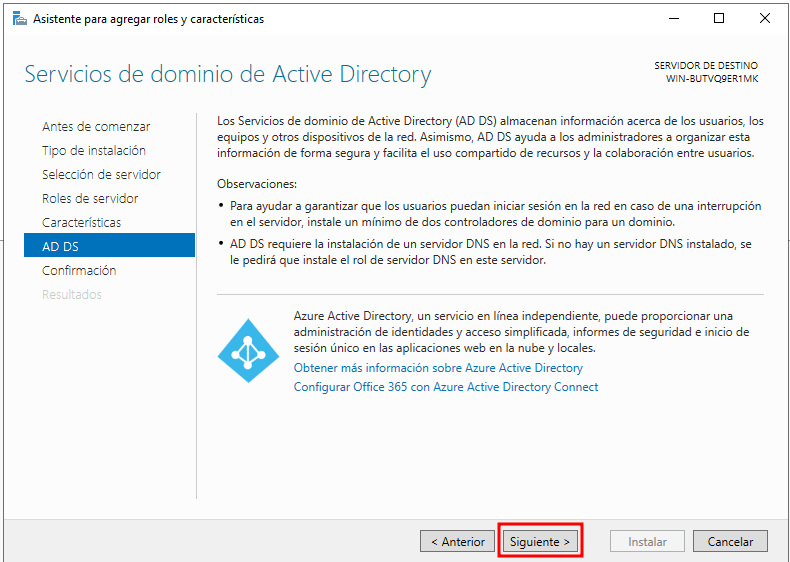 Asistente para agregar roles y características
Servicios de dominio de Active Directory
SERVIDOR DE DESTINO
WIN-BUTVQ9ER1MK
Antes de comenzar
Tipo de instalación
Selección de servidor
Roles de servidor
Características
AD DS
Confirmación
Resultados
Los Servicios de dominio de Active Directory (AD DS) almacenan información acerca de los usuarios, los
equipos y otros dispositivos de la red. Asimismo, AD DS ayuda a los administradores a organizar esta
información de forma segura y facilita el uso compartido de recursos y la colaboración entre usuarios.
Observaciones:
• Para ayudar a garantizar que los usuarios puedan iniciar sesión en la red en caso de una interrupción
en el servidor, instale un mínimo de dos controladores de dominio para un dominio.
• AD DS requiere la instalación de un servidor DNS en la red. Si no hay un servidor DNS instalado, se
le pedirá que instale el rol de servidor DNS en este servidor.
Azure Active Directory, un servicio en línea independiente, puede proporcionar una
administración de identidades y acceso simplificada, informes de seguridad e inicio de
sesión único en las aplicaciones web en la nube y locales.
Obtener más información sobre Azure Active Directory
Configurar Office 365 con Azure Active Directory Connect
< Anterior
Siguiente >
Instalar
Cancelar